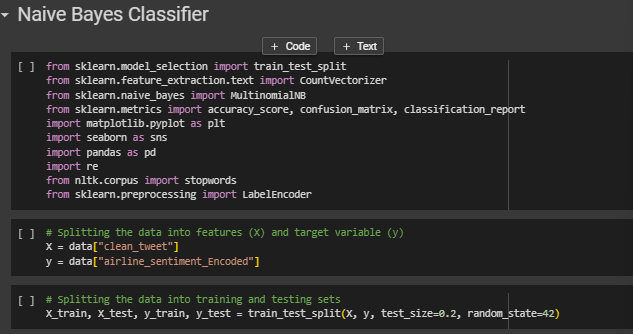 Naive Bayes Classifier
+ Code + Text
[ ] from sklearn.model_selection import train_test_split
from sklearn.feature_extraction.text import CountVectorizer
from sklearn.naive_bayes import MultinomialNB
from sklearn.metrics import accuracy_score, confusion_matrix, classification_report
import matplotlib.pyplot as plt
import seaborn as sns
import pandas as pd
import re
from nltk.corpus import stopwords
from sklearn.preprocessing import LabelEncoder
[ ] # Splitting the data into features (X) and target variable (y)
X = data["clean_tweet"]
y = data["airline_sentiment_Encoded"]
[ ] # Splitting the data into training and testing sets
X_train, X_test, y_train, y_test = train_test_split(X, y, test_size=0.2, random_state=42)